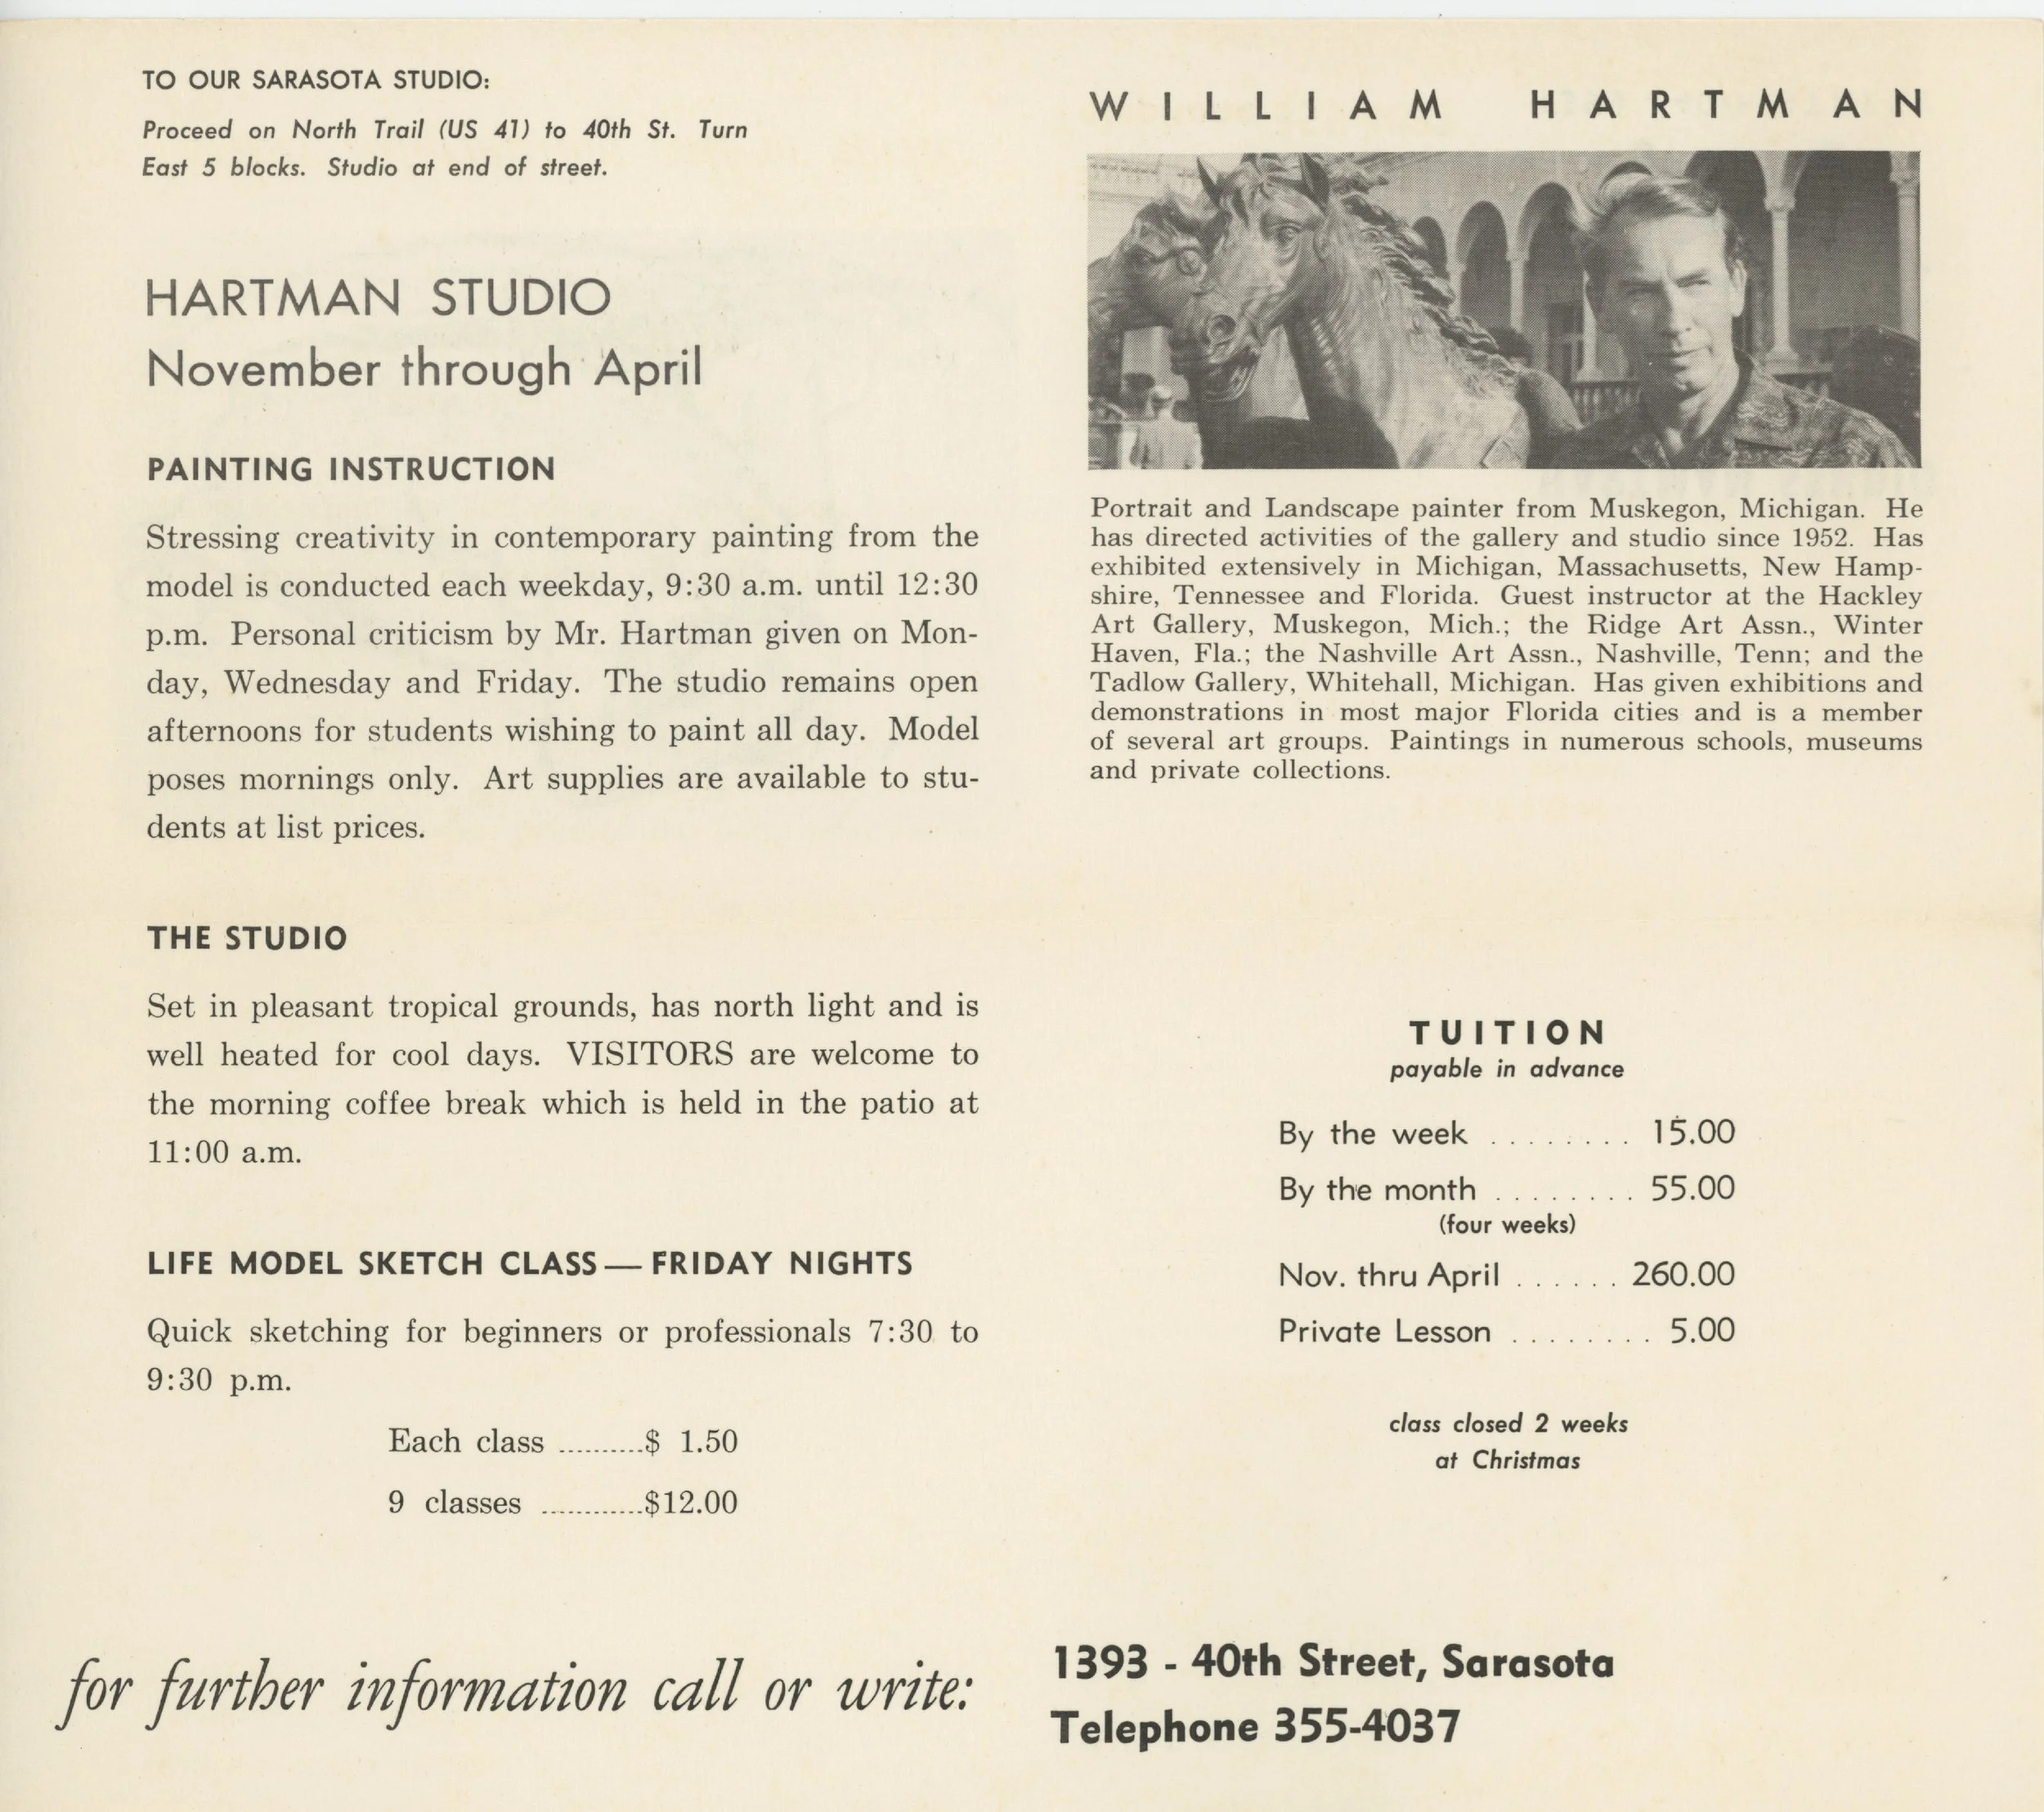 TO OUR SARASOTA STUDIO:
Proceed on North Trail (US 41) to 40th St. Turn
East 5 blocks. Studio at end of street.
HARTMAN STUDIO
November through April
PAINTING INSTRUCTION
Stressing creativity in contemporary painting from the
model is conducted each weekday, 9:30 a.m. until 12:30
p.m. Personal criticism by Mr. Hartman given on Mon-
day, Wednesday and Friday. The studio remains open
afternoons for students wishing to paint all day. Model
poses mornings only. Art supplies are available to stu-
dents at list prices.
THE STUDIO
Set in pleasant tropical grounds, has north light and is
well heated for cool days. VISITORS are welcome to
the morning coffee break which is held in the patio at
11:00 a.m.
LIFE MODEL SKETCH CLASS — FRIDAY NIGHTS
Quick sketching for beginners or professionals 7:30 to
9:30 p.m.
Each class ..........$ 1.50
9 classes ............$12.00
WILLIAM HARTMAN
Portrait and Landscape painter from Muskegon, Michigan. He
has directed activities of the gallery and studio since 1952. Has
exhibited extensively in Michigan, Massachusetts, New Hamp-
shire, Tennessee and Florida. Guest instructor at the Hackley
Art Gallery, Muskegon, Mich.; the Ridge Art Assn., Winter
Haven, Fla.; the Nashville Art Assn., Nashville, Tenn; and the
Tadlow Gallery, Whitehall, Michigan. Has given exhibitions and
demonstrations in most major Florida cities and is a member
of several art groups. Paintings in numerous schools, museums
and private collections.
TUITION
payable in advance
By the week ........ 15.00
By the month ........ 55.00
(four weeks)
Nov. thru April ...... 260.00
Private Lesson ........ 5.00
class closed 2 weeks
at Christmas
for further information call or write:
1393 - 40th Street, Sarasota
Telephone 355-4037